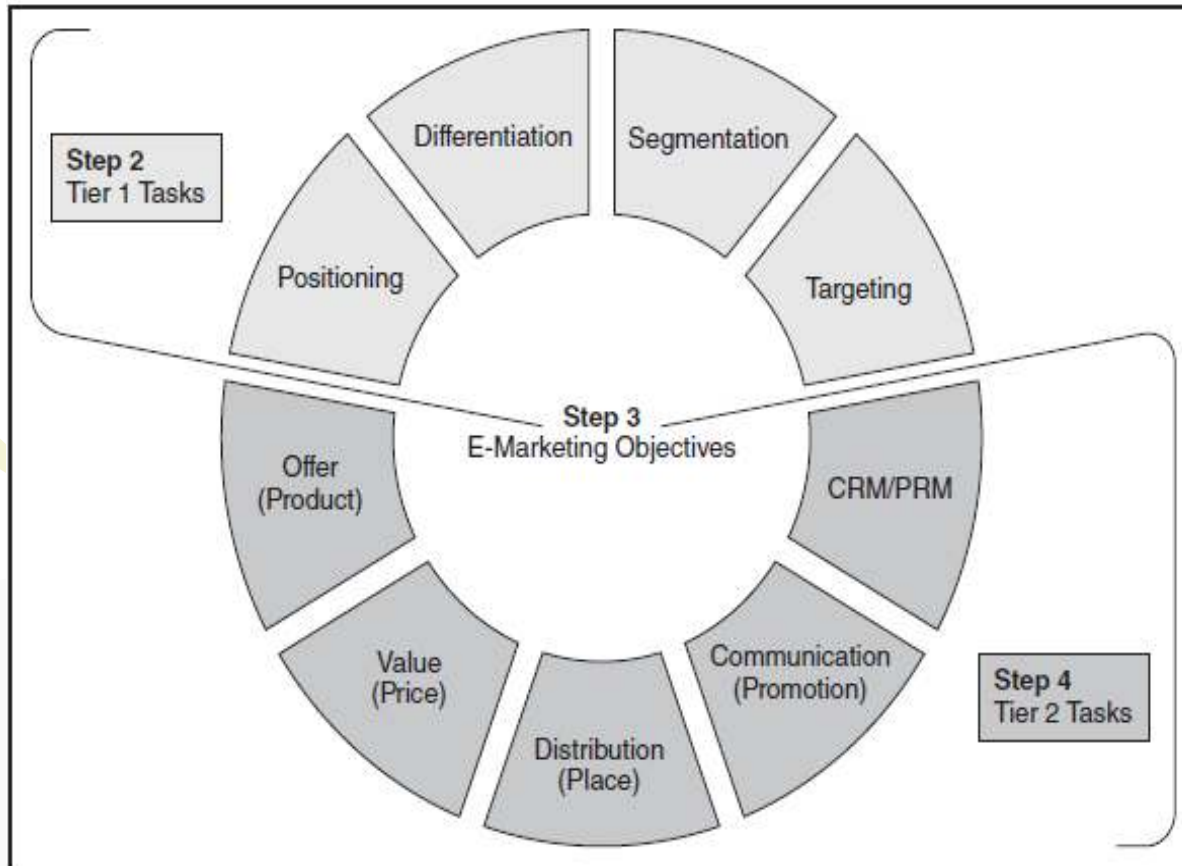 Differentiation
Segmentation
Step 2
Tier 1 Tasks
Positioning
Targeting
Step 3
E-Marketing Objectives
Offer
(Product)
CRM/PRM
Value
(Price)
Communication
(Promotion)
Distribution
(Place)
Step 4
Tier 2 Tasks